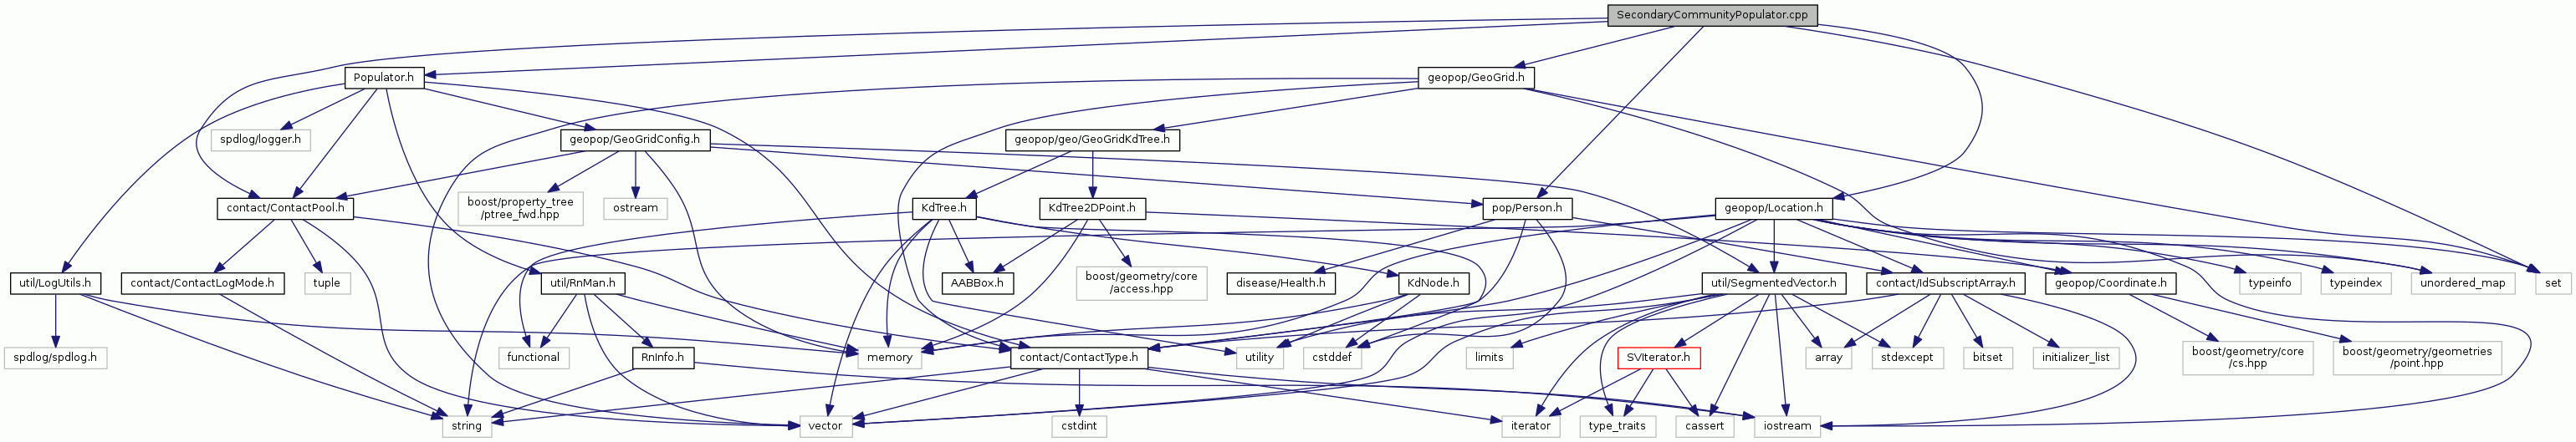 SecondaryCommunityPopulator.cpp
Populator.h
geopop/GeoGrid.h
spdlog/logger.h
geopop/GeoGridConfig.h
geopop/geo/GeoGridKdTree.h
contact/ContactPool.h
boost/property_tree
/ptree_fwd.hpp
ostream
KdTree.h
KdTree2DPoint.h
pop/Person.h
geopop/Location.h
util/LogUtils.h
contact/ContactLogMode.h
tuple
util/RnMan.h
AABBox.h
boost/geometry/core
/access.hpp
disease/Health.h
KdNode.h
util/SegmentedVector.h
contact/IdSubscriptArray.h
geopop/Coordinate.h
typeinfo
typeindex
unordered_map
set
spdlog/spdlog.h
functional
RnInfo.h
memory
contact/ContactType.h
utility
cstddef
limits
SVIterator.h
array
stdexcept
bitset
initializer_list
boost/geometry/core
/cs.hpp
boost/geometry/geometries
/point.hpp
string
vector
cstdint
iterator
type_traits
cassert
iostream